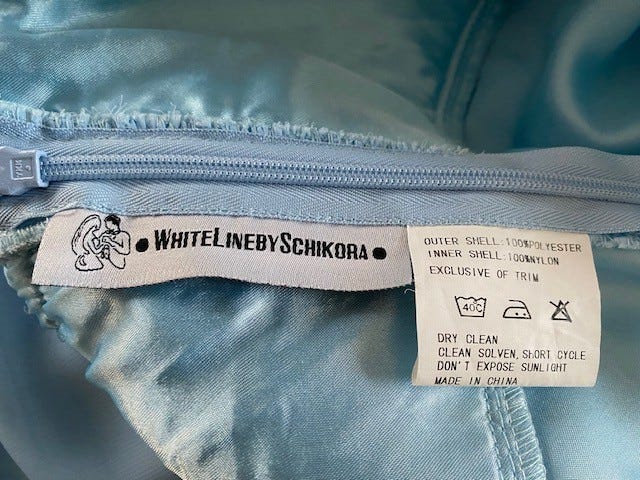 • WHITELINEBYSCHIKORA •
OUTER SHELL:100%POLYESTER
INNER SHELL:100%NYLON
EXCLUSIVE OF TRIM
40C
DRY CLEAN
CLEAN SOLVEN, SHORT CYCLE
DON'T EXPOSE SUNLIGHT
MADE IN CHINA